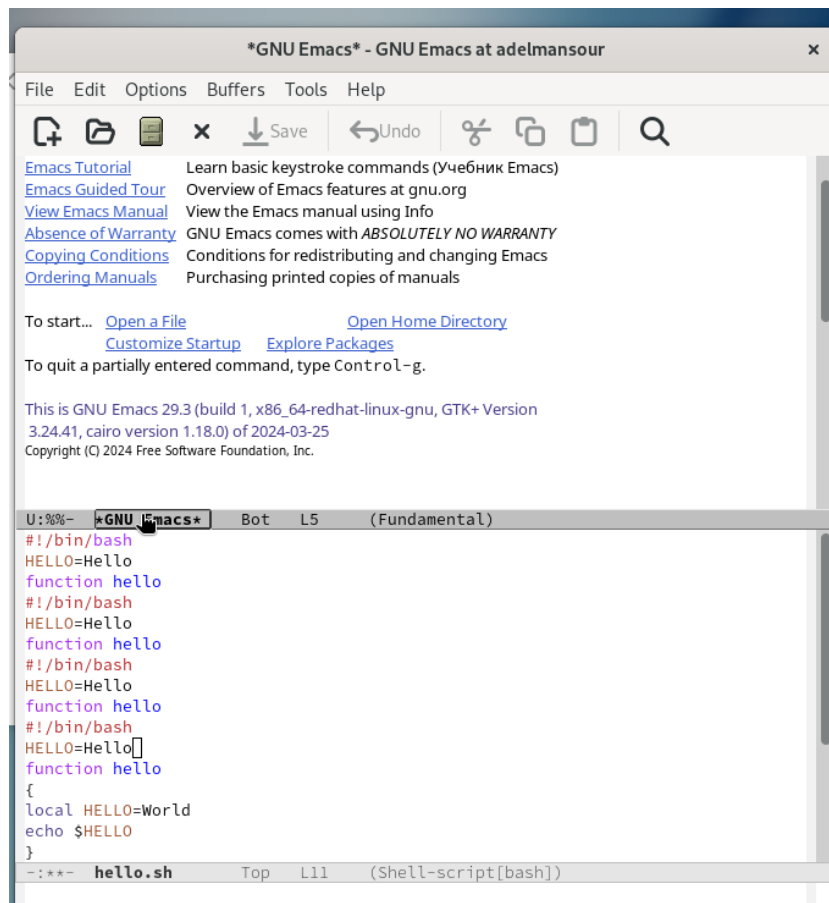 *GNU Emacs* - GNU Emacs at adelmansour ×
File Edit Options Buffers Tools Help
Save Undo
Emacs Tutorial Learn basic keystroke commands (Учебник Emacs)
Emacs Guided Tour Overview of Emacs features at gnu.org
View Emacs Manual View the Emacs manual using Info
Absence of Warranty GNU Emacs comes with ABSOLUTELY NO WARRANTY
Copying Conditions Conditions for redistributing and changing Emacs
Ordering Manuals Purchasing printed copies of manuals
To start... Open a File Open Home Directory
Customize Startup Explore Packages
To quit a partially entered command, type Control-g.
This is GNU Emacs 29.3 (build 1, x86_64-redhat-linux-gnu, GTK+ Version
3.24.41, cairo version 1.18.0) of 2024-03-25
Copyright (C) 2024 Free Software Foundation, Inc.
U:%%- *GNU Emacs* Bot L5 (Fundamental)
#!/bin/bash
HELLO=Hello
function hello
#!/bin/bash
HELLO=Hello
function hello
#!/bin/bash
HELLO=Hello
function hello
#!/bin/bash
HELLO=Hello
function hello
{
local HELLO=World
echo $HELLO
}
-:**- hello.sh Top L11 (Shell-script[bash])